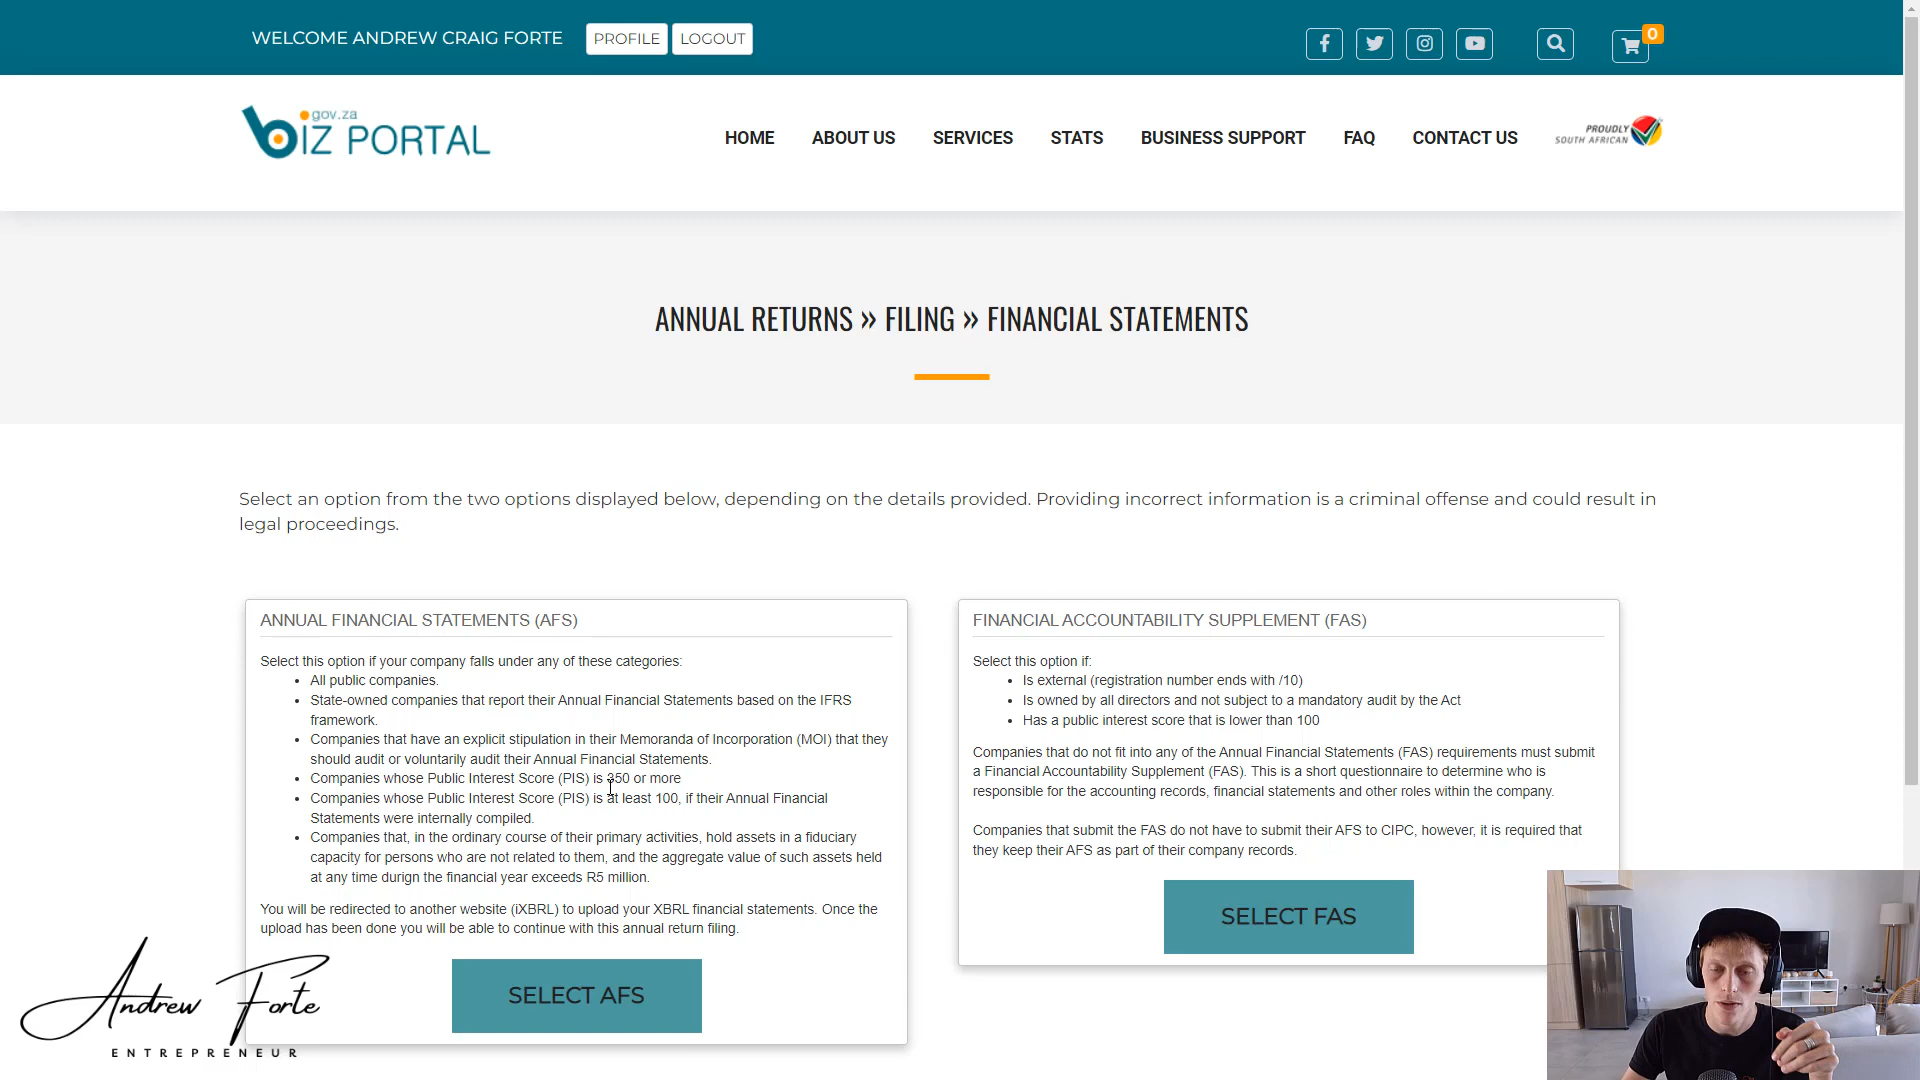 WELCOME ANDREW CRAIG FORTE PROFILE LOGOUT
0
gov.za
biz PORTAL
HOME ABOUT US SERVICES STATS BUSINESS SUPPORT FAQ CONTACT US
PROUDLY
SOUTH AFRICAN
ANNUAL RETURNS » FILING » FINANCIAL STATEMENTS
Select an option from the two options displayed below, depending on the details provided. Providing incorrect information is a criminal offense and could result in
legal proceedings.
ANNUAL FINANCIAL STATEMENTS (AFS)
Select this option if your company falls under any of these categories:
• All public companies.
• State-owned companies that report their Annual Financial Statements based on the IFRS
framework.
• Companies that have an explicit stipulation in their Memoranda of Incorporation (MOI) that they
should audit or voluntarily audit their Annual Financial Statements.
• Companies whose Public Interest Score (PIS) is 350 or more
• Companies whose Public Interest Score (PIS) is at least 100, if their Annual Financial
Statements were internally compiled.
• Companies that, in the ordinary course of their primary activities, hold assets in a fiduciary
capacity for persons who are not related to them, and the aggregate value of such assets held
at any time durign the financial year exceeds R5 million.
You will be redirected to another website (iXBRL) to upload your XBRL financial statements. Once the
upload has been done you will be able to continue with this annual return filing.
SELECT AFS
FINANCIAL ACCOUNTABILITY SUPPLEMENT (FAS)
Select this option if:
• Is external (registration number ends with /10)
• Is owned by all directors and not subject to a mandatory audit by the Act
• Has a public interest score that is lower than 100
Companies that do not fit into any of the Annual Financial Statements (FAS) requirements must submit
a Financial Accountability Supplement (FAS). This is a short questionnaire to determine who is
responsible for the accounting records, financial statements and other roles within the company.
Companies that submit the FAS do not have to submit their AFS to CIPC, however, it is required that
they keep their AFS as part of their company records.
SELECT FAS
Andrew Forte
ENTREPRENEUR